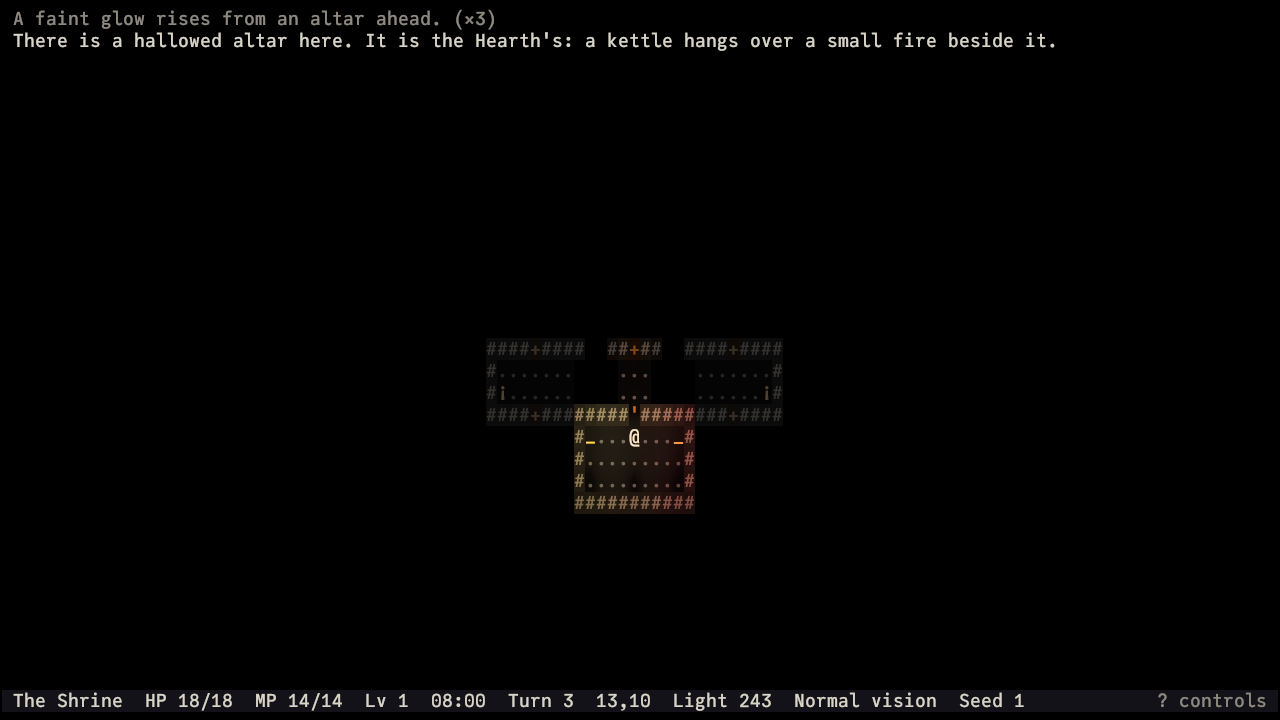 A faint glow rises from an altar ahead. (×3)
There is a hallowed altar here. It is the Hearth's: a kettle hangs over a small fire beside it.
####+#### ##+## ####+####
#....... ... .......#
#¡...... ... ......¡#
####+########'########+####
#_...@..._#
#.........#
#.........#
###########
The Shrine HP 18/18 MP 14/14 Lv 1 08:00 Turn 3 13,10 Light 243 Normal vision Seed 1 ? controls